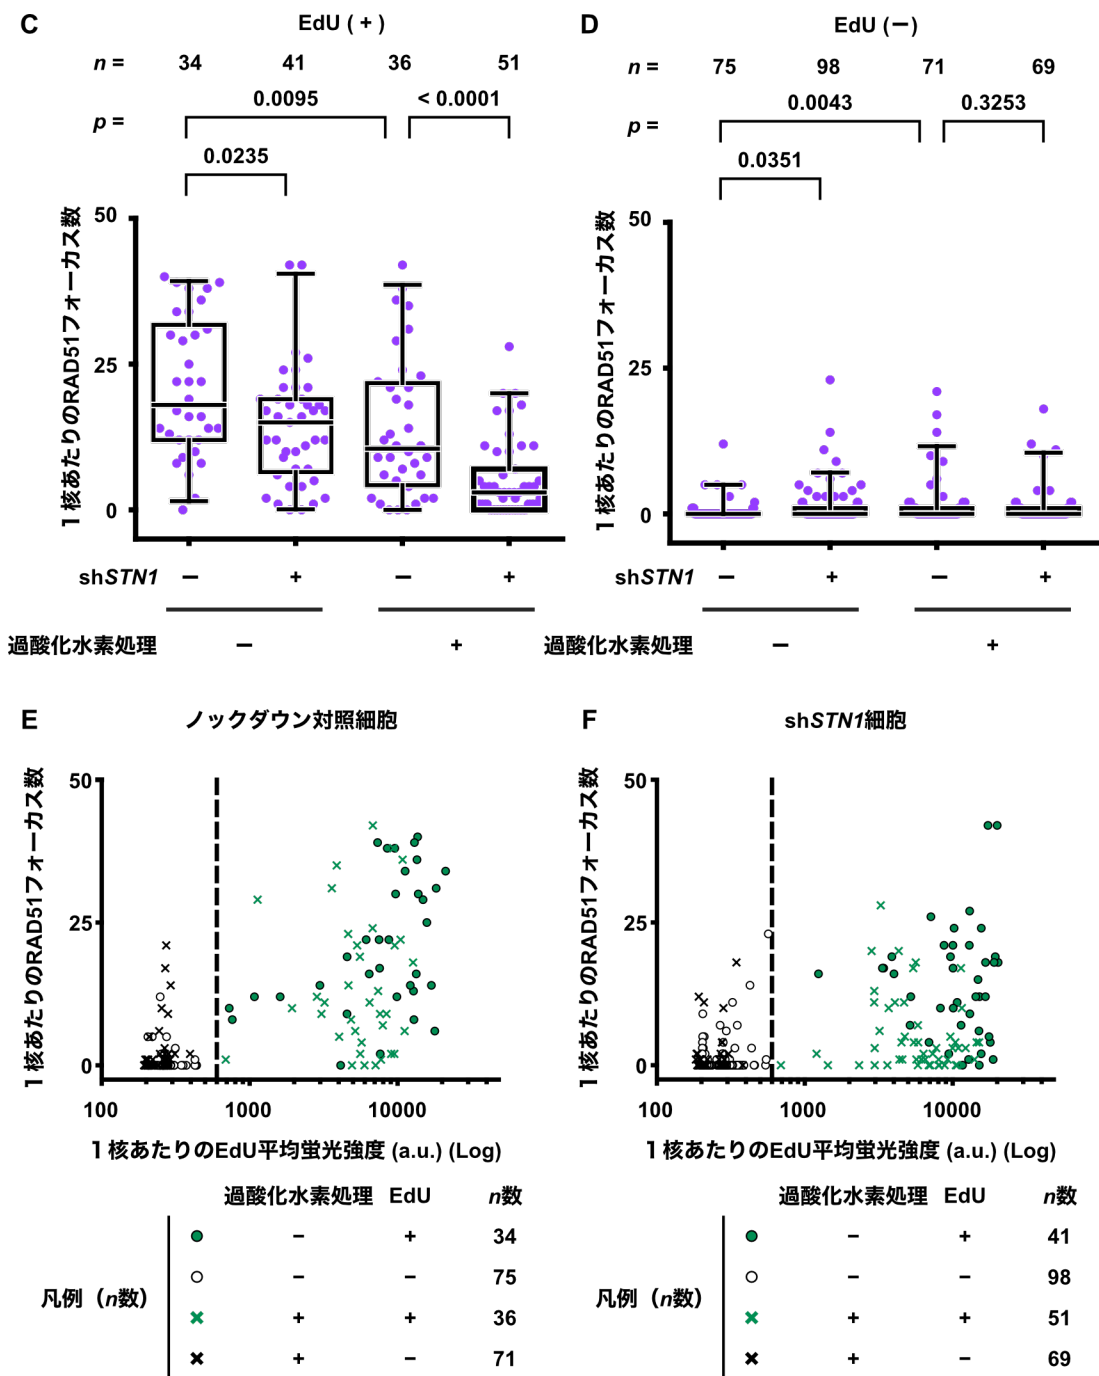 C
EdU ( + )
n = 34 41 36 51
0.0095 < 0.0001
p =
0.0235
1核あたりのRAD51フォーカス数
50
25
0
shSTN1 − + − +
過酸化水素処理 − +
D
EdU (−)
n = 75 98 71 69
0.0043 0.3253
p =
0.0351
1核あたりのRAD51フォーカス数
50
25
0
shSTN1 − + − +
過酸化水素処理 − +
E
ノックダウン対照細胞
1核あたりのRAD51フォーカス数
50
25
0
100 1000 10000
1核あたりのEdU平均蛍光強度 (a.u.) (Log)
過酸化水素処理 EdU n数
凡例（n数）
− + 34
− − 75
+ + 36
+ − 71
F
shSTN1細胞
1核あたりのRAD51フォーカス数
50
25
0
100 1000 10000
1核あたりのEdU平均蛍光強度 (a.u.) (Log)
過酸化水素処理 EdU n数
凡例（n数）
− + 41
− − 98
+ + 51
+ − 69